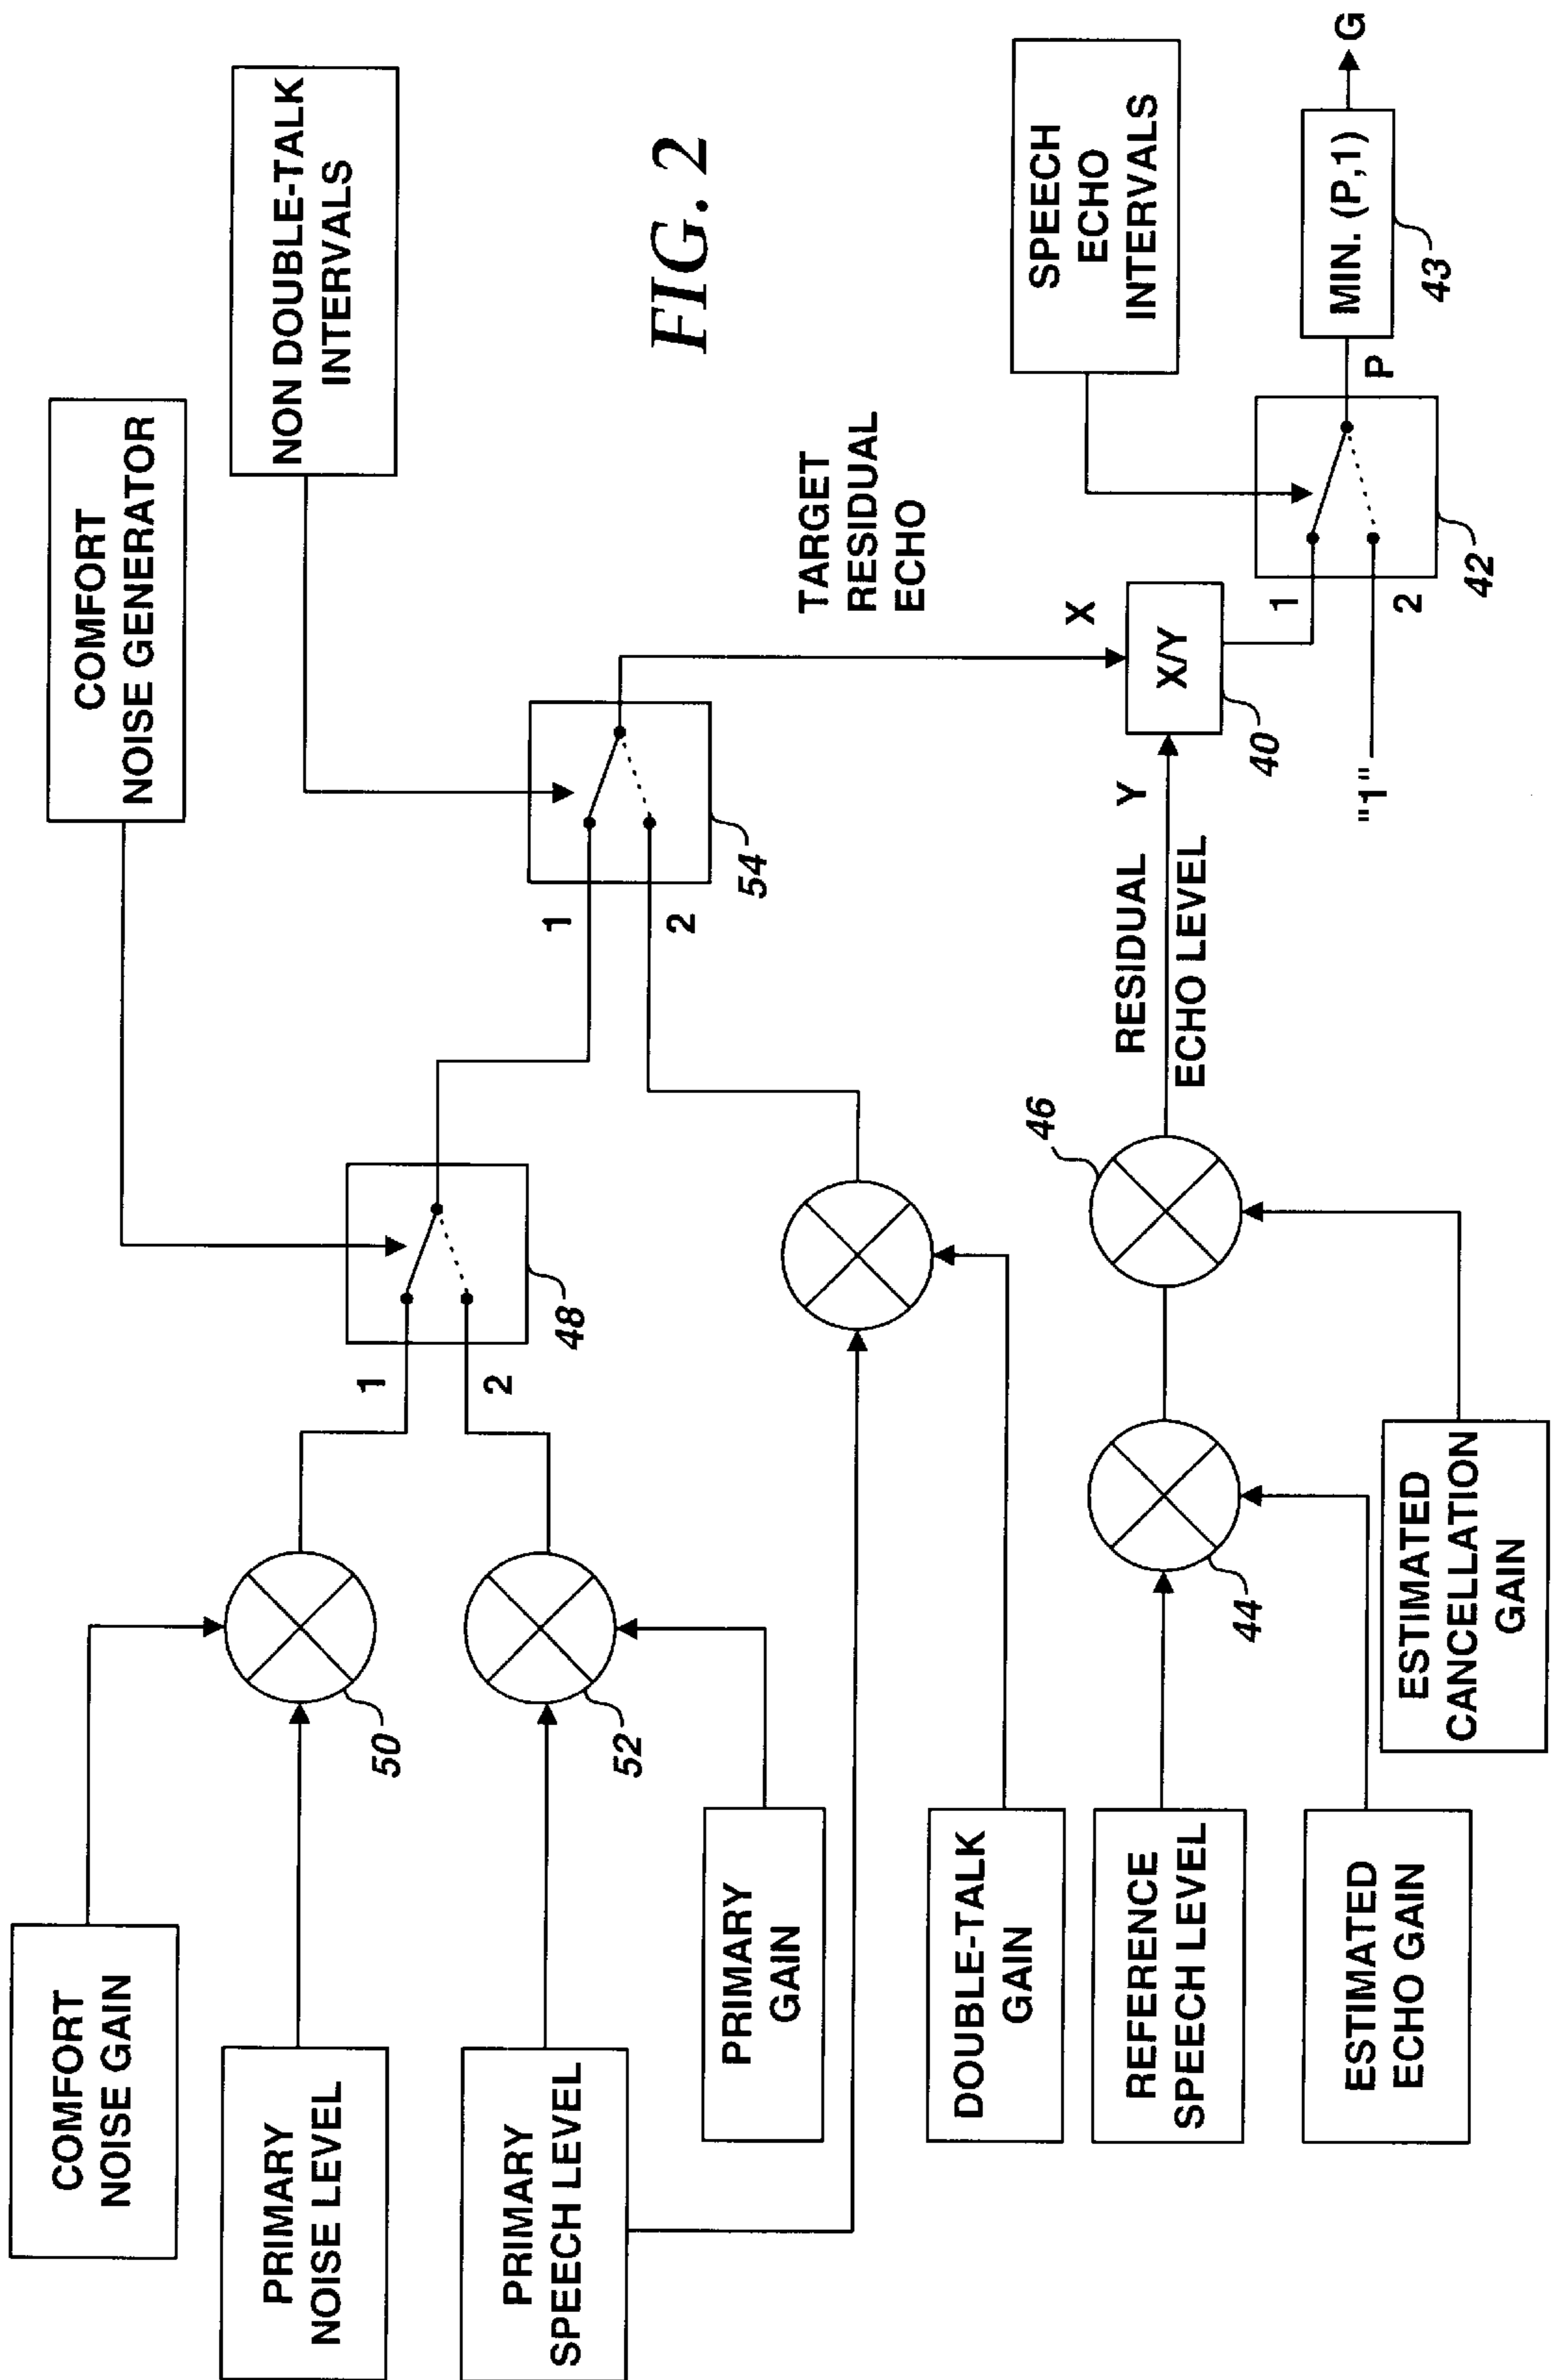 COMFORT
NOISE GAIN
PRIMARY
NOISE LEVEL
PRIMARY
SPEECH LEVEL
PRIMARY
GAIN
DOUBLE-TALK
GAIN
REFERENCE
SPEECH LEVEL
ESTIMATED
ECHO GAIN
ESTIMATED
CANCELLATION
GAIN
50
52
44
46
1
2
48
COMFORT
NOISE GENERATOR
1
2
54
NON DOUBLE-TALK
INTERVALS
RESIDUAL Y
ECHO LEVEL
TARGET
RESIDUAL
ECHO
X
X/Y
40
"1"
1
2
42
SPEECH
ECHO
INTERVALS
P
MIN. (P,1)
43
G
FIG. 2